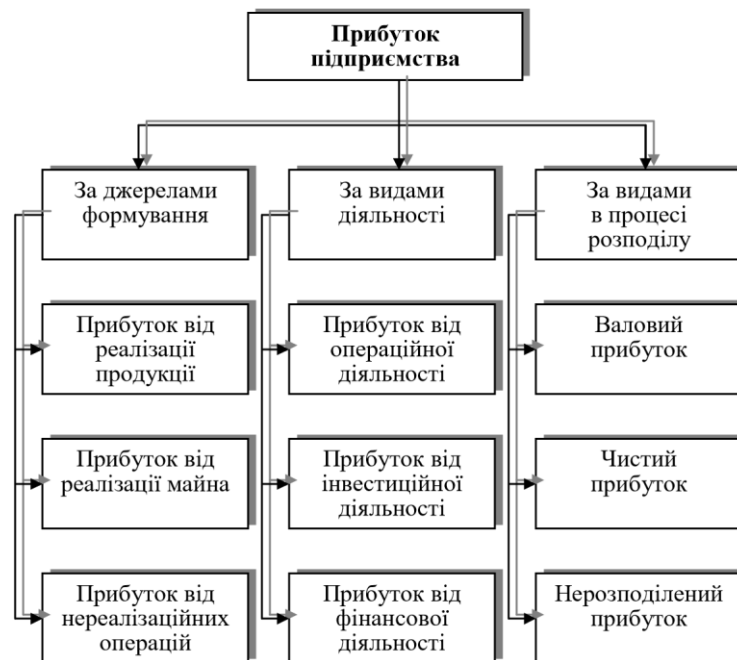 Прибуток
підприємства
За джерелами
формування
За видами
діяльності
За видами
в процесі
розподілу
Прибуток від
реалізації
продукції
Прибуток від
операційної
діяльності
Валовий
прибуток
Прибуток від
реалізації майна
Прибуток від
інвестиційної
діяльності
Чистий
прибуток
Прибуток від
нереалізаційних
операцій
Прибуток від
фінансової
діяльності
Нерозподілений
прибуток